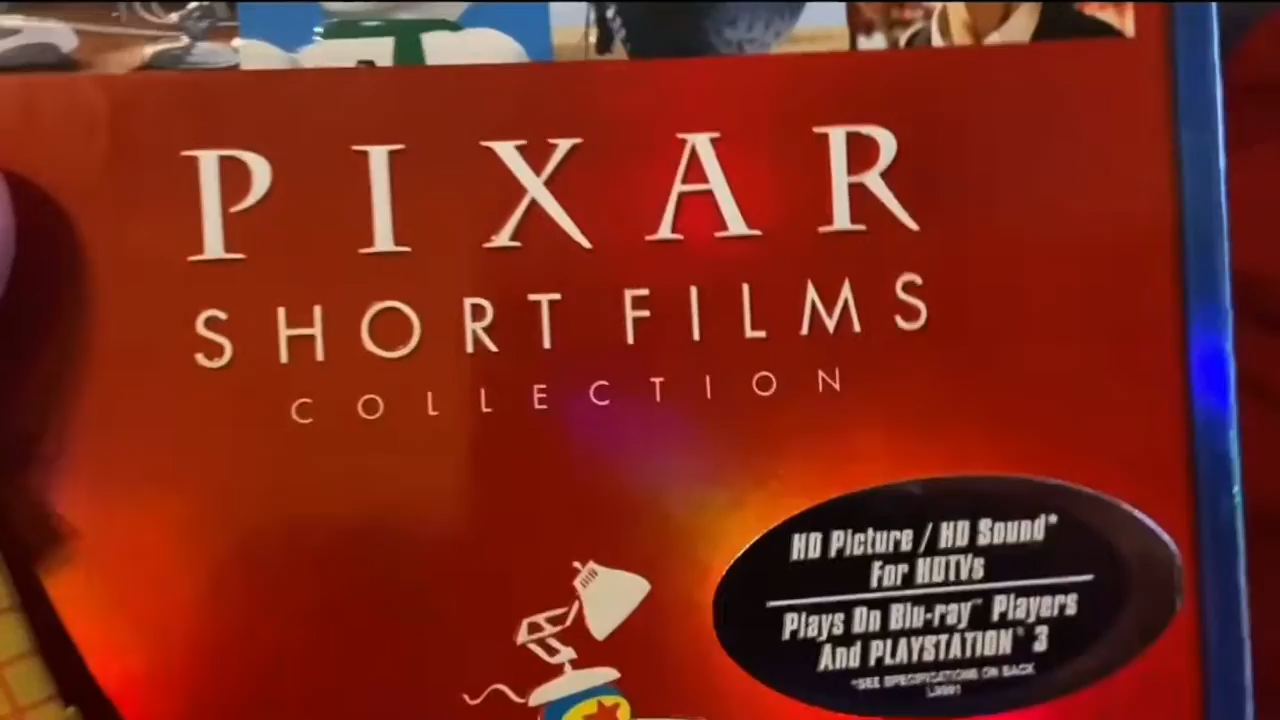 PIXAR
SHORT FILMS
COLLECTION
HD Picture / HD Sound*
For HDTVs
Plays On Blu-ray™ Players
And PLAYSTATION® 3
*SEE SPECIFICATIONS ON BACK